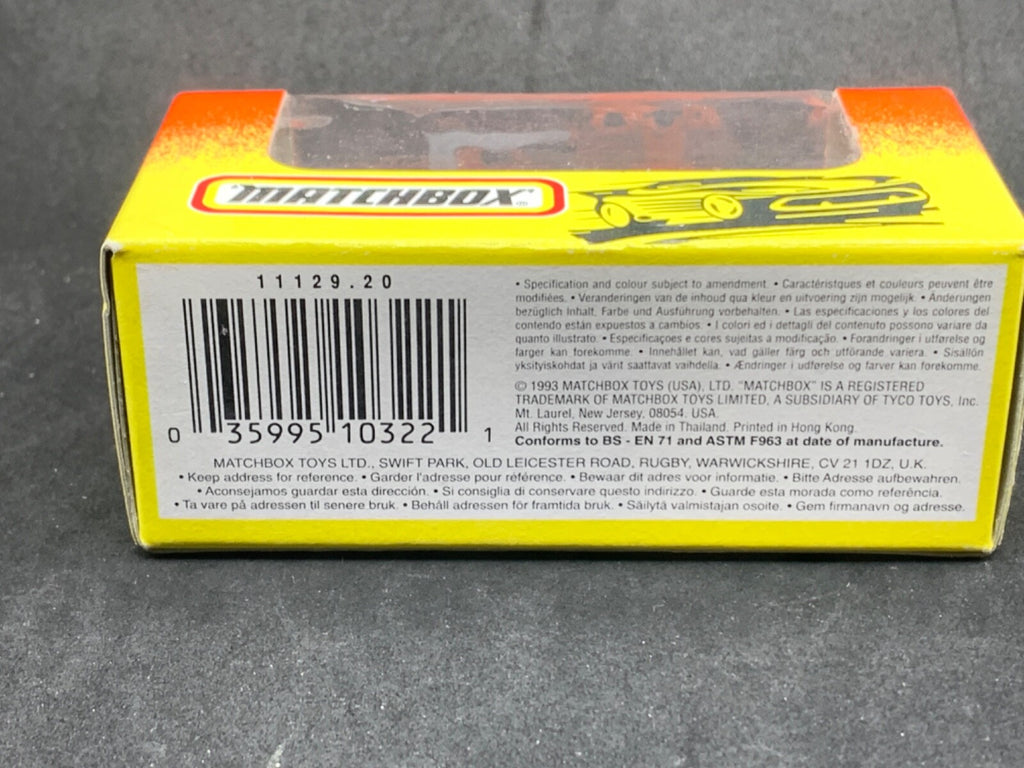 MATCHBOX®
11129.20
0 35995 10322 1
• Specification and colour subject to amendment. • Caractéristques et couleurs peuvent être
modifiées. • Veranderingen van de inhoud qua kleur en uitvoering zijn mogelijk. • Änderungen
bezüglich Inhalt, Farbe und Ausführung vorbehalten. • Las especificaciones y los colores del
contendo están expuestos a cambios. • I colori ed i dettagli del contenuto possono variare da
quanto illustrato. • Especificaçoes e cores sujeitas a modificação. • Forandringer i utførelse og
farger kan forekomme. • Innehållet kan, vad gäller färg och utförande variera. • Sisällön
yksityiskohdat ja värit saattavat vaihdella. • Ændringer i udførelse og farver kan forekomme.
© 1993 MATCHBOX TOYS (USA), LTD. "MATCHBOX" IS A REGISTERED
TRADEMARK OF MATCHBOX TOYS LIMITED, A SUBSIDIARY OF TYCO TOYS, Inc.
Mt. Laurel, New Jersey, 08054. USA.
All Rights Reserved. Made in Thailand. Printed in Hong Kong.
Conforms to BS - EN 71 and ASTM F963 at date of manufacture.
MATCHBOX TOYS LTD., SWIFT PARK, OLD LEICESTER ROAD, RUGBY, WARWICKSHIRE, CV 21 1DZ, U.K.
• Keep address for reference. • Garder l'adresse pour référence. • Bewaar dit adres voor informatie. • Bitte Adresse aufbewahren.
• Aconsejamos guardar esta dirección. • Si consiglia di conservare questo indirizzo. • Guarde esta morada como referência.
• Ta vare på adressen til senere bruk. • Behåll adressen för framtida bruk. • Säilytä valmistajan osoite. • Gem firmanavn og adresse.